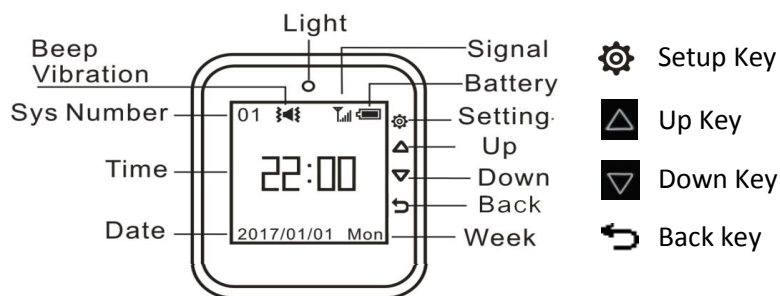 Light
Beep
Vibration
Signal
Battery
Sys Number
Setting
Time
Up
Down
Back
Date
Week
01
22:00
2017/01/01 Mon
Setup Key
Up Key
Down Key
Back key